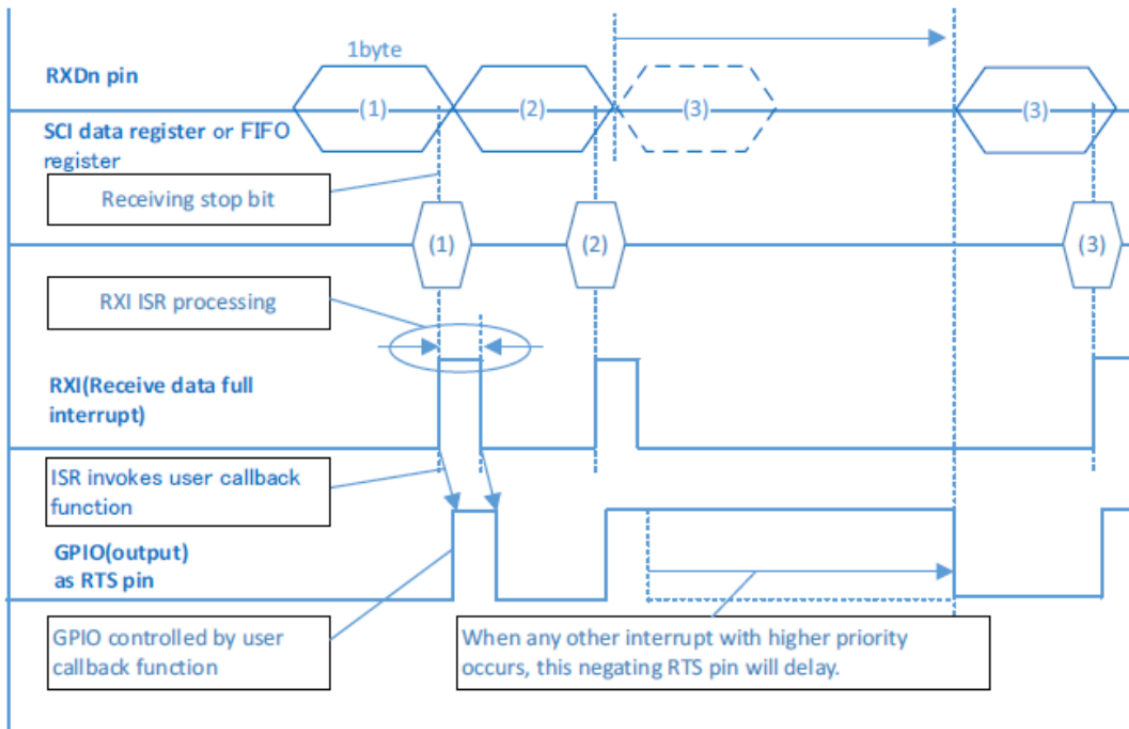 1byte
RXDn pin
(1)
(2)
(3)
(3)
SCI data register or FIFO
register
Receiving stop bit
(1)
(2)
(3)
RXI ISR processing
RXI(Receive data full
interrupt)
ISR invokes user callback
function
GPIO(output)
as RTS pin
GPIO controlled by user
callback function
When any other interrupt with higher priority
occurs, this negating RTS pin will delay.